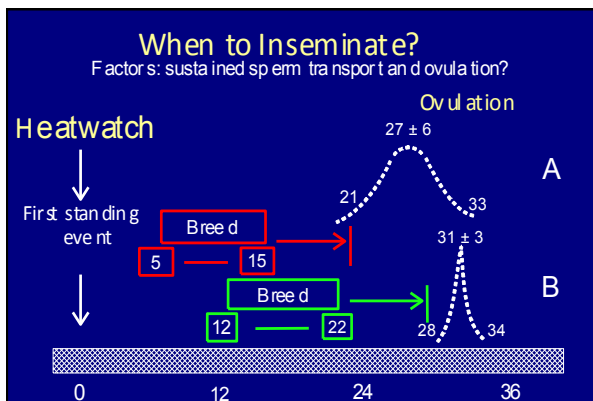 When to Inseminate?
Factors: sustained sperm transport and ovulation?
Ovulation
Heatwatch
27 ± 6
A
21
33
First standing
event
Breed
31 ± 3
5
15
B
Breed
12
22
28
34
0
12
24
36